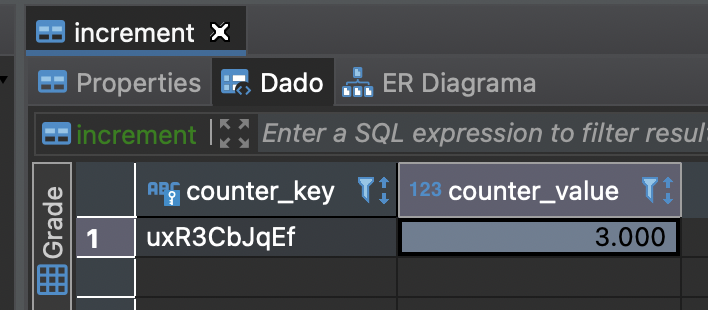 increment
Properties Dado ER Diagrama
increment Enter a SQL expression to filter resul
Grade
ABC counter_key 123 counter_value
1 uxR3CbJqEf 3.000